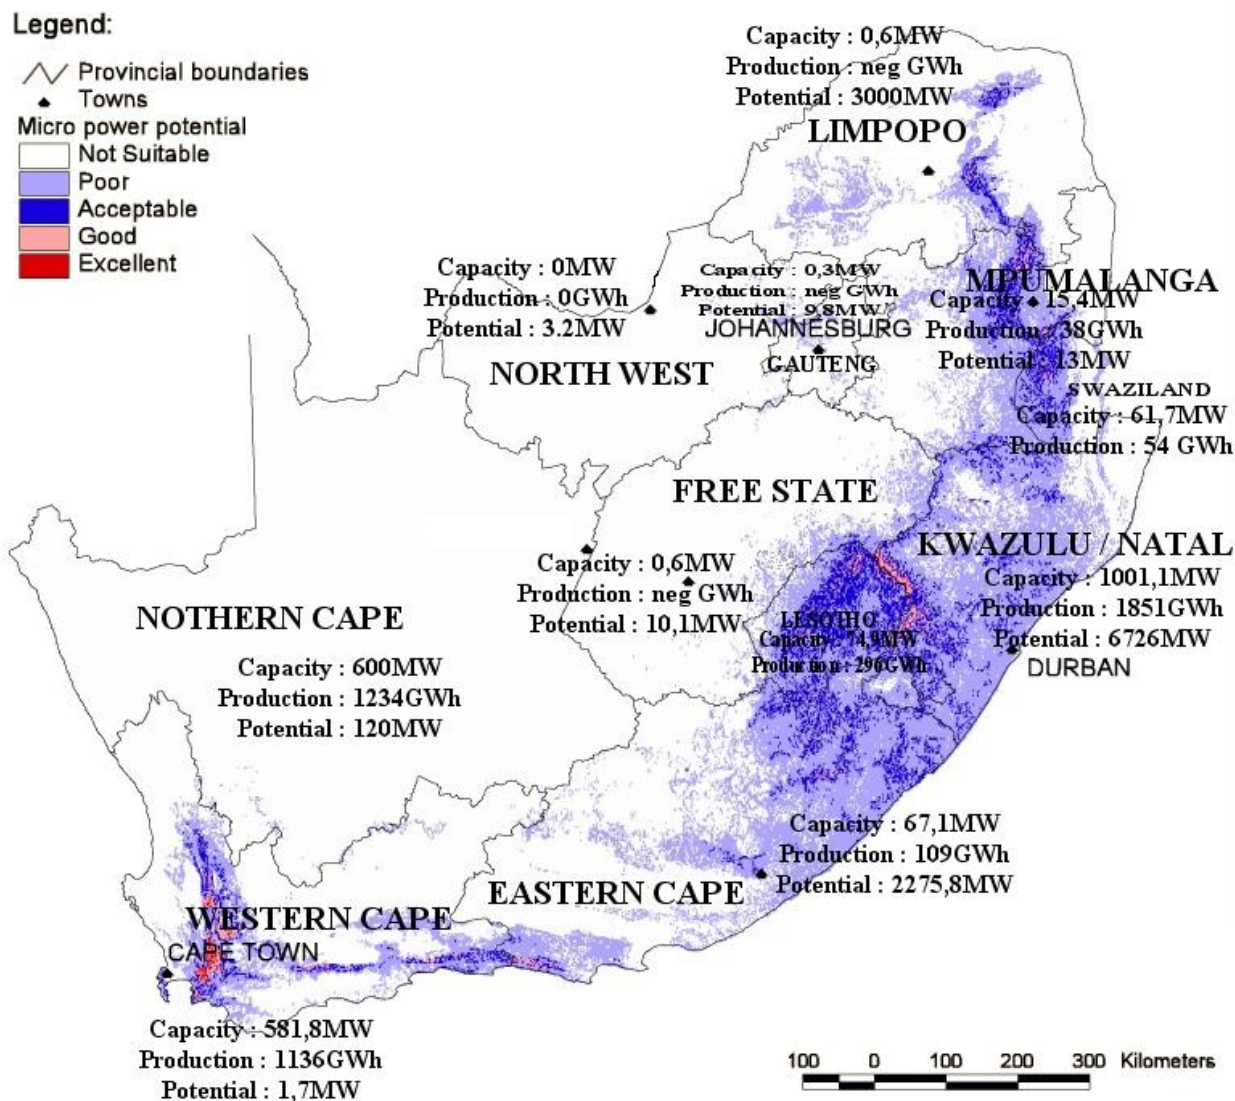 Legend:
Provincial boundaries
Towns
Micro power potential
Not Suitable
Poor
Acceptable
Good
Excellent
Capacity : 0,6MW
Production : neg GWh
Potential : 3000MW
LIMPOPO
Capacity : 0MW
Production : 0GWh
Potential : 3.2MW
NORTH WEST
Capacity : 0,3MW
Production : neg GWh
Potential : 9,8MW
JOHANNESBURG
GAUTENG
MPUMALANGA
Capacity : 15,4MW
Production : 38GWh
Potential : 13MW
SWAZILAND
Capacity : 61,7MW
Production : 54 GWh
FREE STATE
Capacity : 0,6MW
Production : neg GWh
Potential : 10,1MW
KWAZULU / NATAL
Capacity : 1001,1MW
Production : 1851GWh
Potential : 6726MW
DURBAN
LESOTHO
Capacity : 74,9MW
Production : 296GWh
NOTHERN CAPE
Capacity : 600MW
Production : 1234GWh
Potential : 120MW
Capacity : 67,1MW
Production : 109GWh
Potential : 2275,8MW
EASTERN CAPE
WESTERN CAPE
CAPE TOWN
Capacity : 581,8MW
Production : 1136GWh
Potential : 1,7MW
100 0 100 200 300 Kilometers